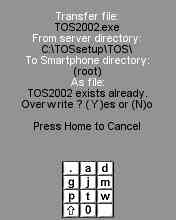 Transfer file:
TOS2002.exe
From server directory:
C:\TOSsetup\TOS\
To Smartphone directory:
(root)
As file:
TOS2002 exists already.
Overwrite ? (Y)es or (N)o
Press Home to Cancel
. a d
g j m
p t w
⇧ 0